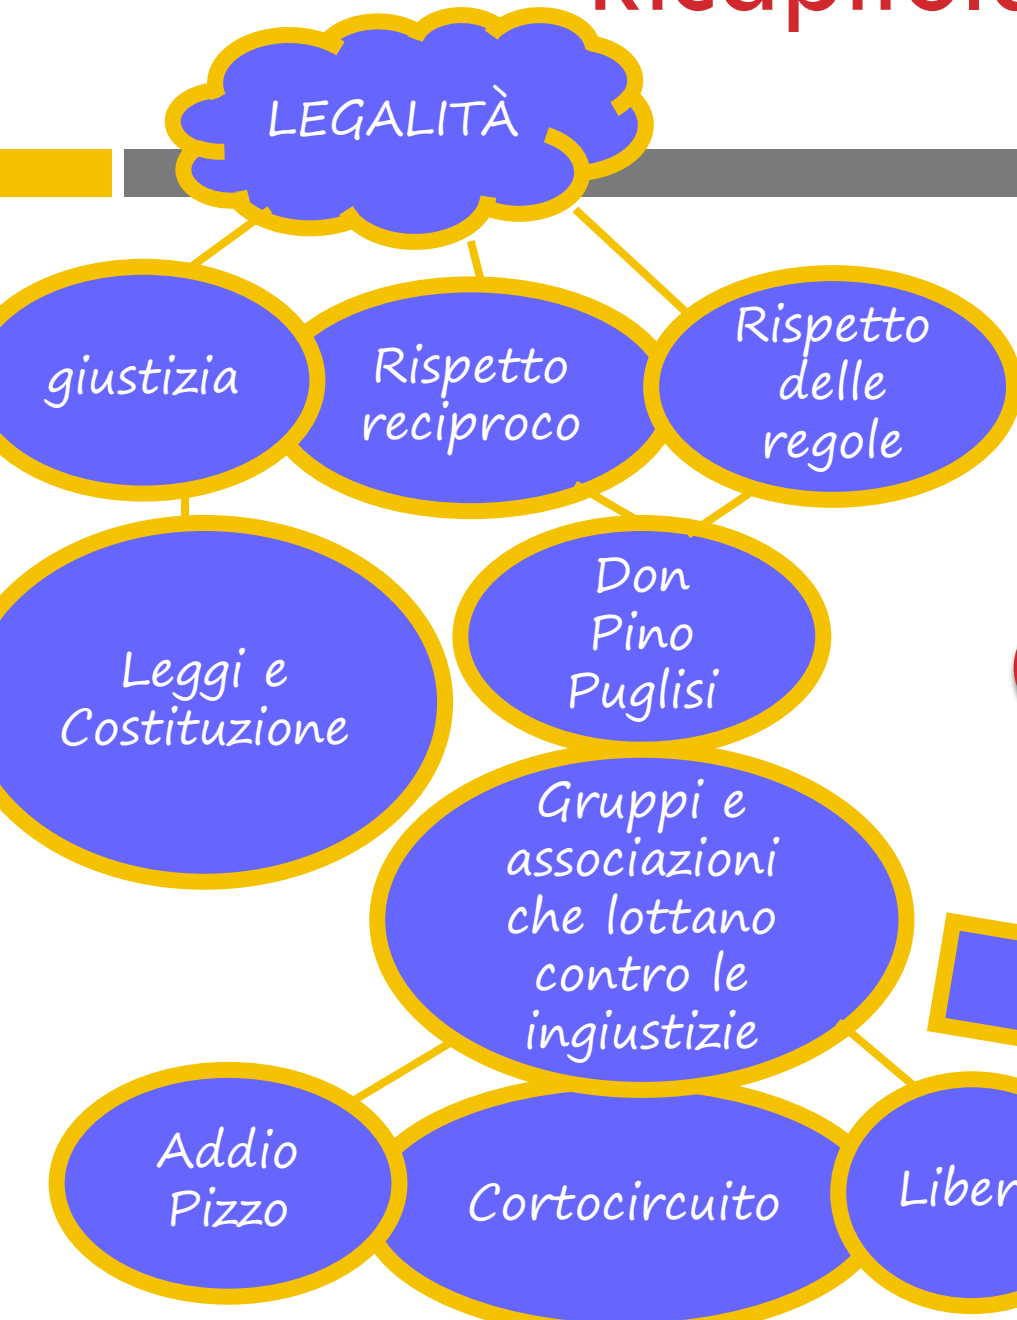 LEGALITÀ
giustizia
Rispetto
reciproco
Rispetto
delle
regole
Leggi e
Costituzione
Don
Pino
Puglisi
Gruppi e
associazioni
che lottano
contro le
ingiustizie
Addio
Pizzo
Cortocircuito